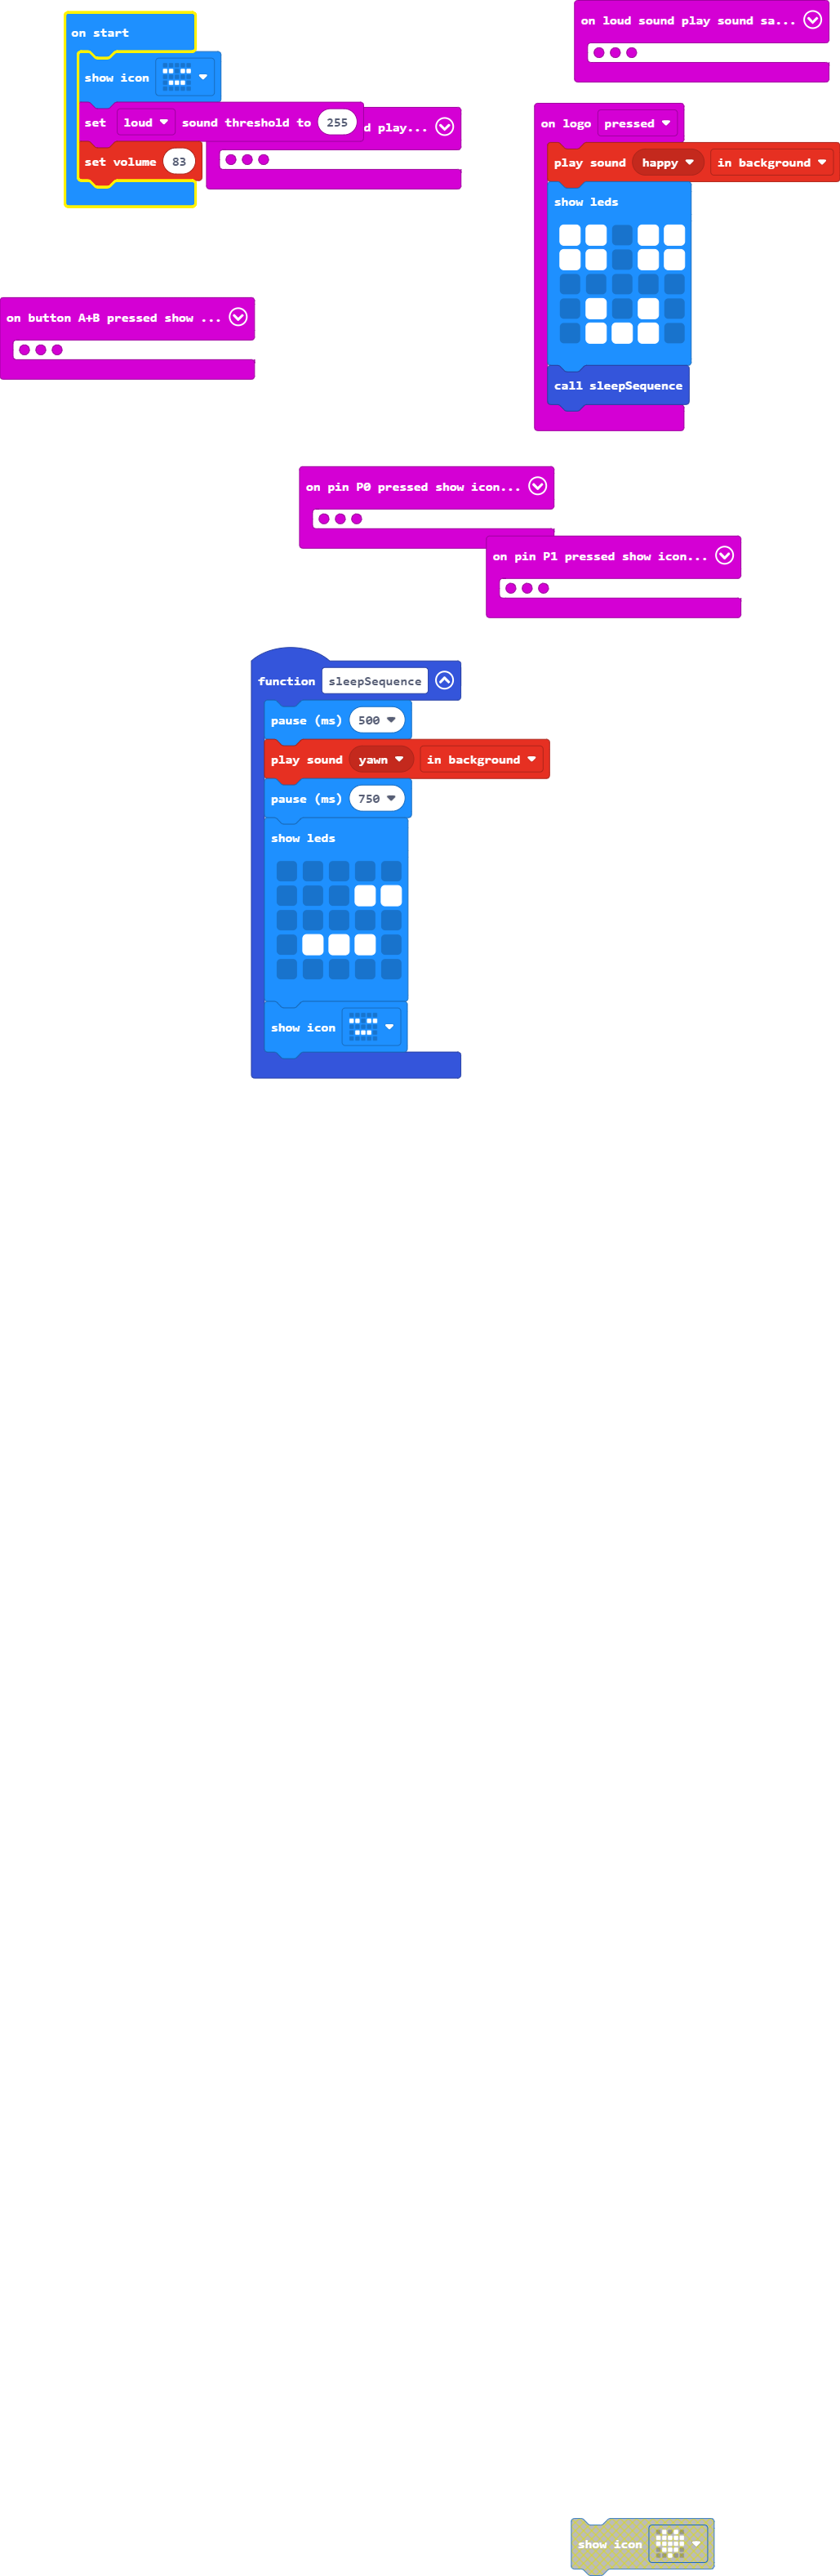 on start
show icon
set loud sound threshold to 255
set volume 83
d play...
on loud sound play sound sa...
on logo pressed
play sound happy in background
show leds
call sleepSequence
on button A+B pressed show ...
on pin P0 pressed show icon...
on pin P1 pressed show icon...
function sleepSequence
pause (ms) 500
play sound yawn in background
pause (ms) 750
show leds
show icon
show icon